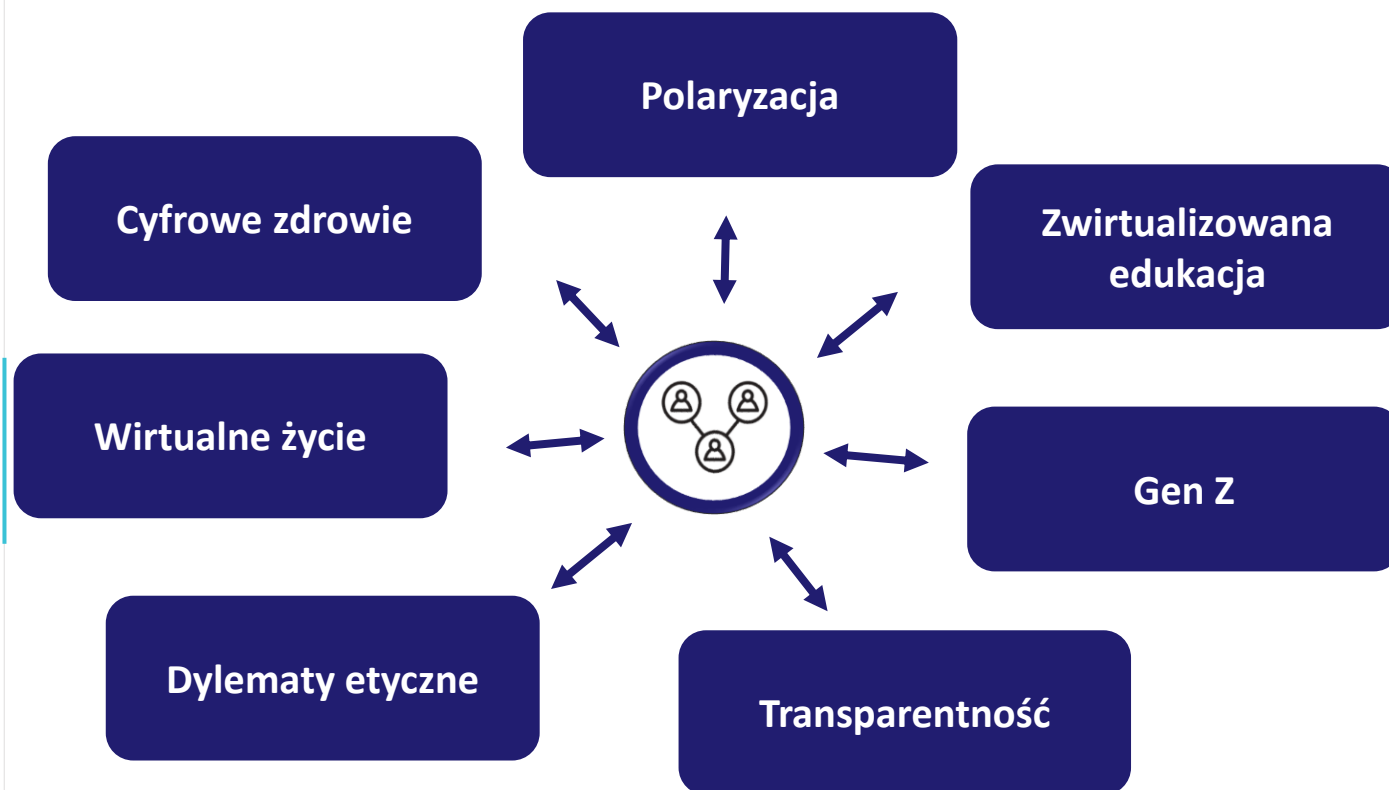 Polaryzacja
Cyfrowe zdrowie
Zwirtualizowana
edukacja
Wirtualne życie
Gen Z
Dylematy etyczne
Transparentność